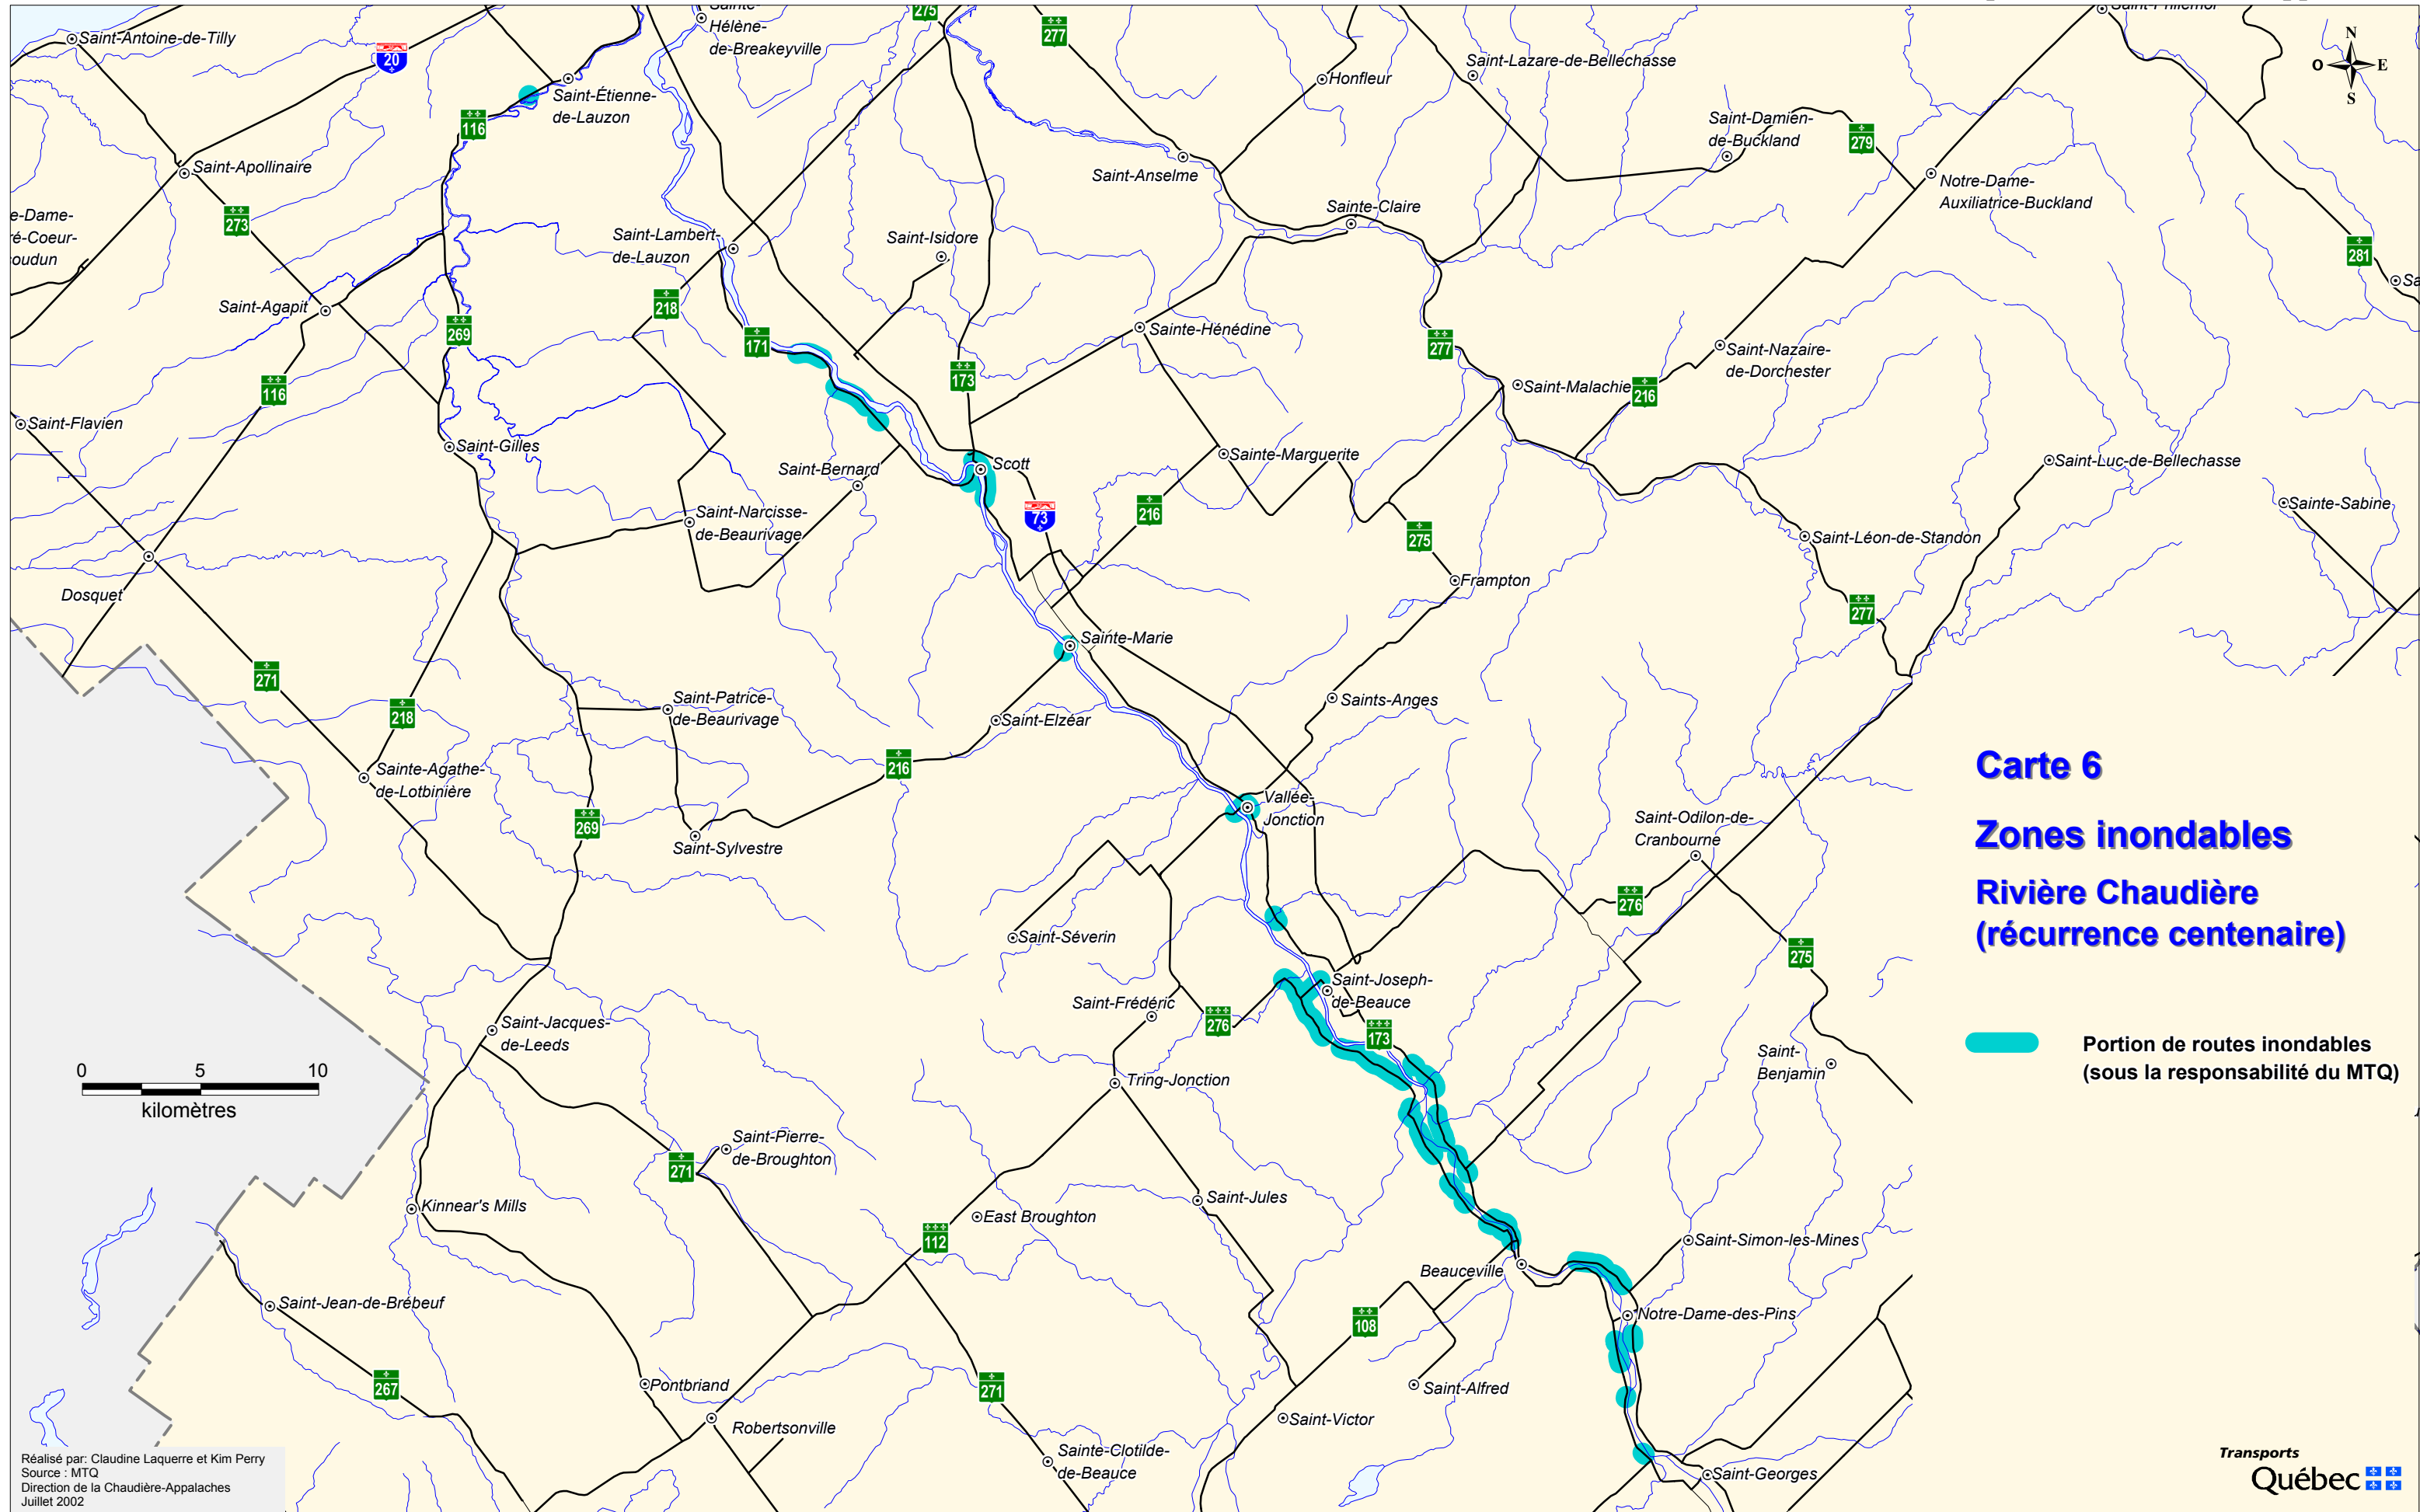 Sainte-
Hélène-
de-Breakeyville
275
277
Saint-Philémon
Saint-Antoine-de-Tilly
20
N
O E
S
Saint-Étienne-
de-Lauzon
116
Honfleur
Saint-Lazare-de-Bellechasse
Saint-Damien-
de-Buckland
279
Saint-Apollinaire
Saint-Anselme
Notre-Dame-
Auxiliatrice-Buckland
e-Dame-
ré-Coeur-
oudun
273
Saint-Lambert-
de-Lauzon
Saint-Isidore
Sainte-Claire
281
Sa
Saint-Agapit
269
218
171
Sainte-Hénédine
277
Saint-Nazaire-
de-Dorchester
116
173
Saint-Malachie
216
Saint-Flavien
Saint-Gilles
Saint-Bernard
Scott
Sainte-Marguerite
Saint-Luc-de-Bellechasse
Saint-Narcisse-
de-Beaurivage
73
216
275
Sainte-Sabine
Saint-Léon-de-Standon
Dosquet
Frampton
277
Sainte-Marie
271
218
Saint-Patrice-
de-Beaurivage
Saint-Elzéar
Saints-Anges
216
Sainte-Agathe-
de-Lotbinière
269
Saint-Sylvestre
Vallée-
Jonction
Saint-Odilon-de-
Cranbourne
276
275
Carte 6
Zones inondables
Rivière Chaudière
(récurrence centenaire)
Saint-Séverin
Saint-Joseph-
de-Beauce
Saint-Frédéric
276
173
Saint-Jacques-
de-Leeds
Saint-
Benjamin
Portion de routes inondables
(sous la responsabilité du MTQ)
0 5 10
kilomètres
Tring-Jonction
Saint-Pierre-
de-Broughton
271
Kinnear's Mills
Saint-Jules
East Broughton
112
Saint-Simon-les-Mines
Beauceville
Saint-Jean-de-Brébeuf
108
Notre-Dame-des-Pins
267
Pontbriand
271
Saint-Alfred
Robertsonville
Saint-Victor
Sainte-Clotilde-
de-Beauce
Saint-Georges
Réalisé par: Claudine Laquerre et Kim Perry
Source : MTQ
Direction de la Chaudière-Appalaches
Juillet 2002
Transports
Québec